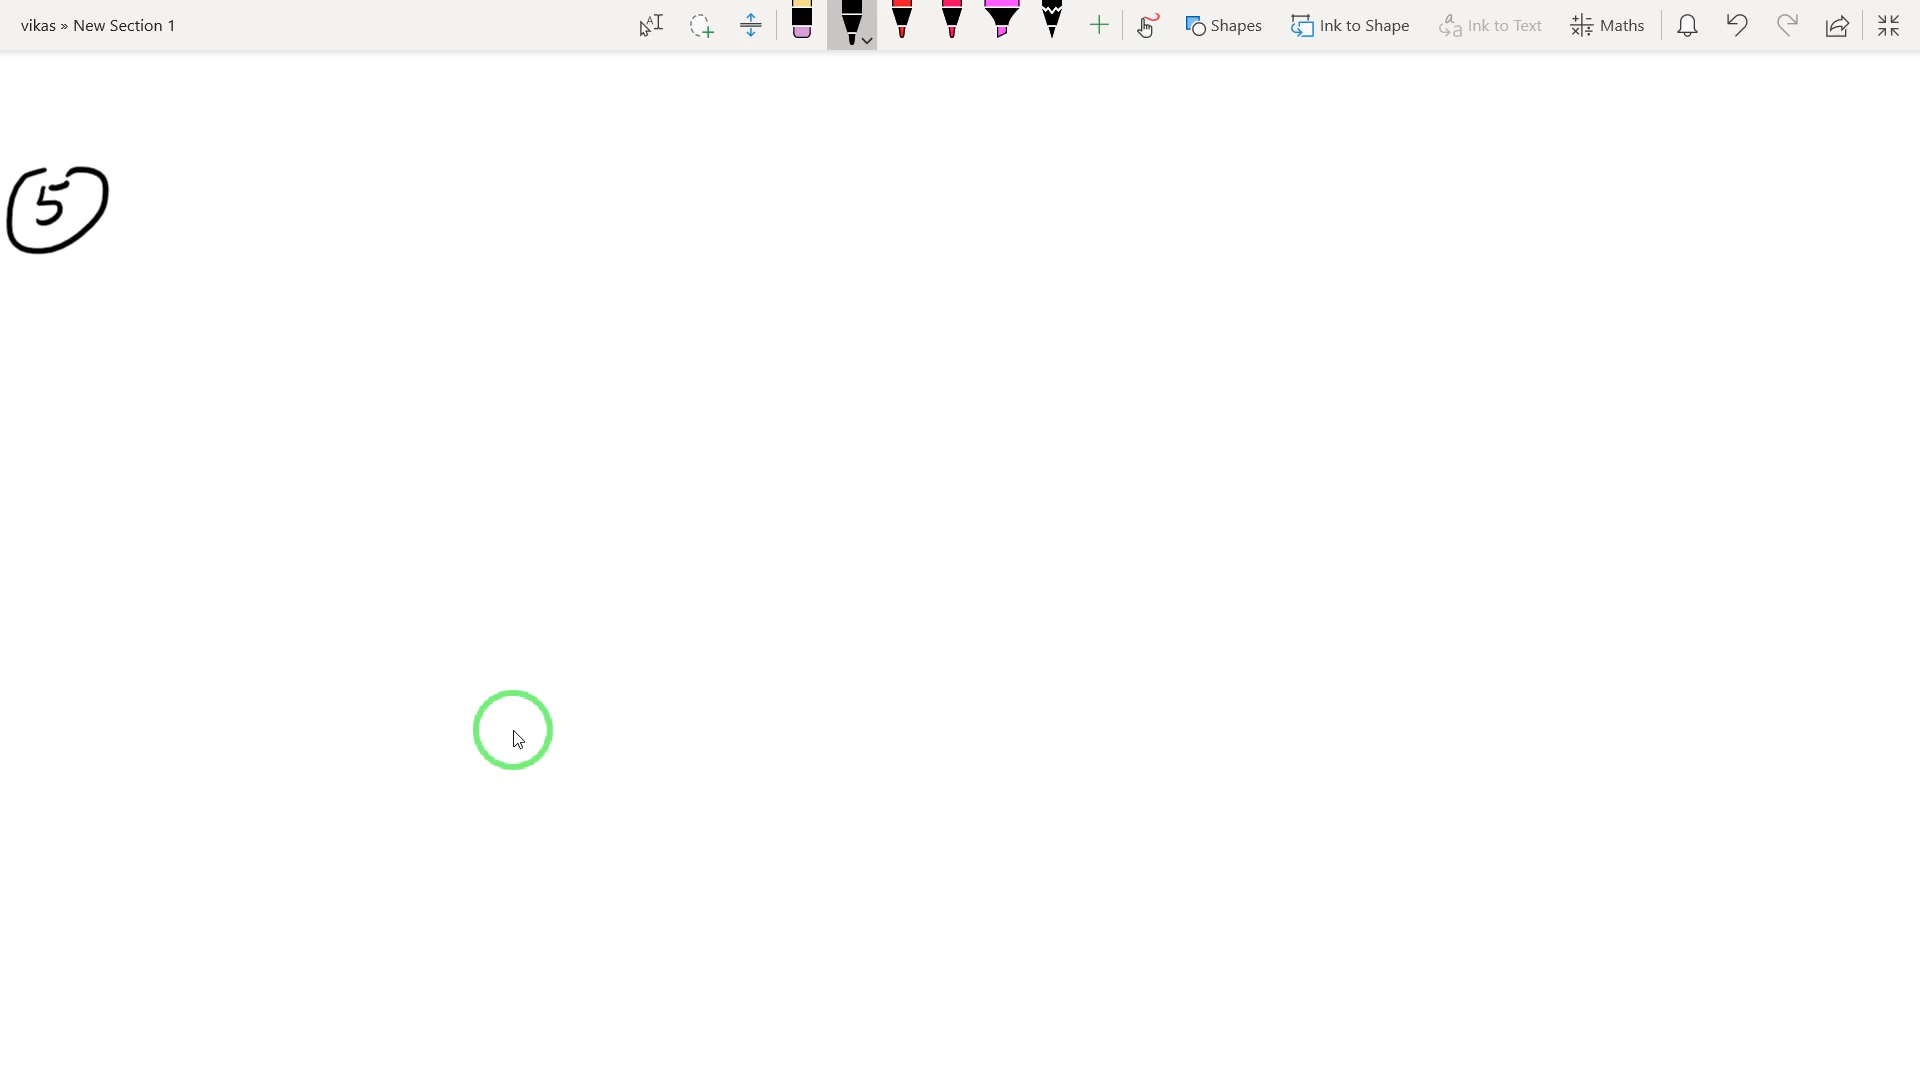 vikas » New Section 1
Shapes
Ink to Shape
Ink to Text
Maths
5